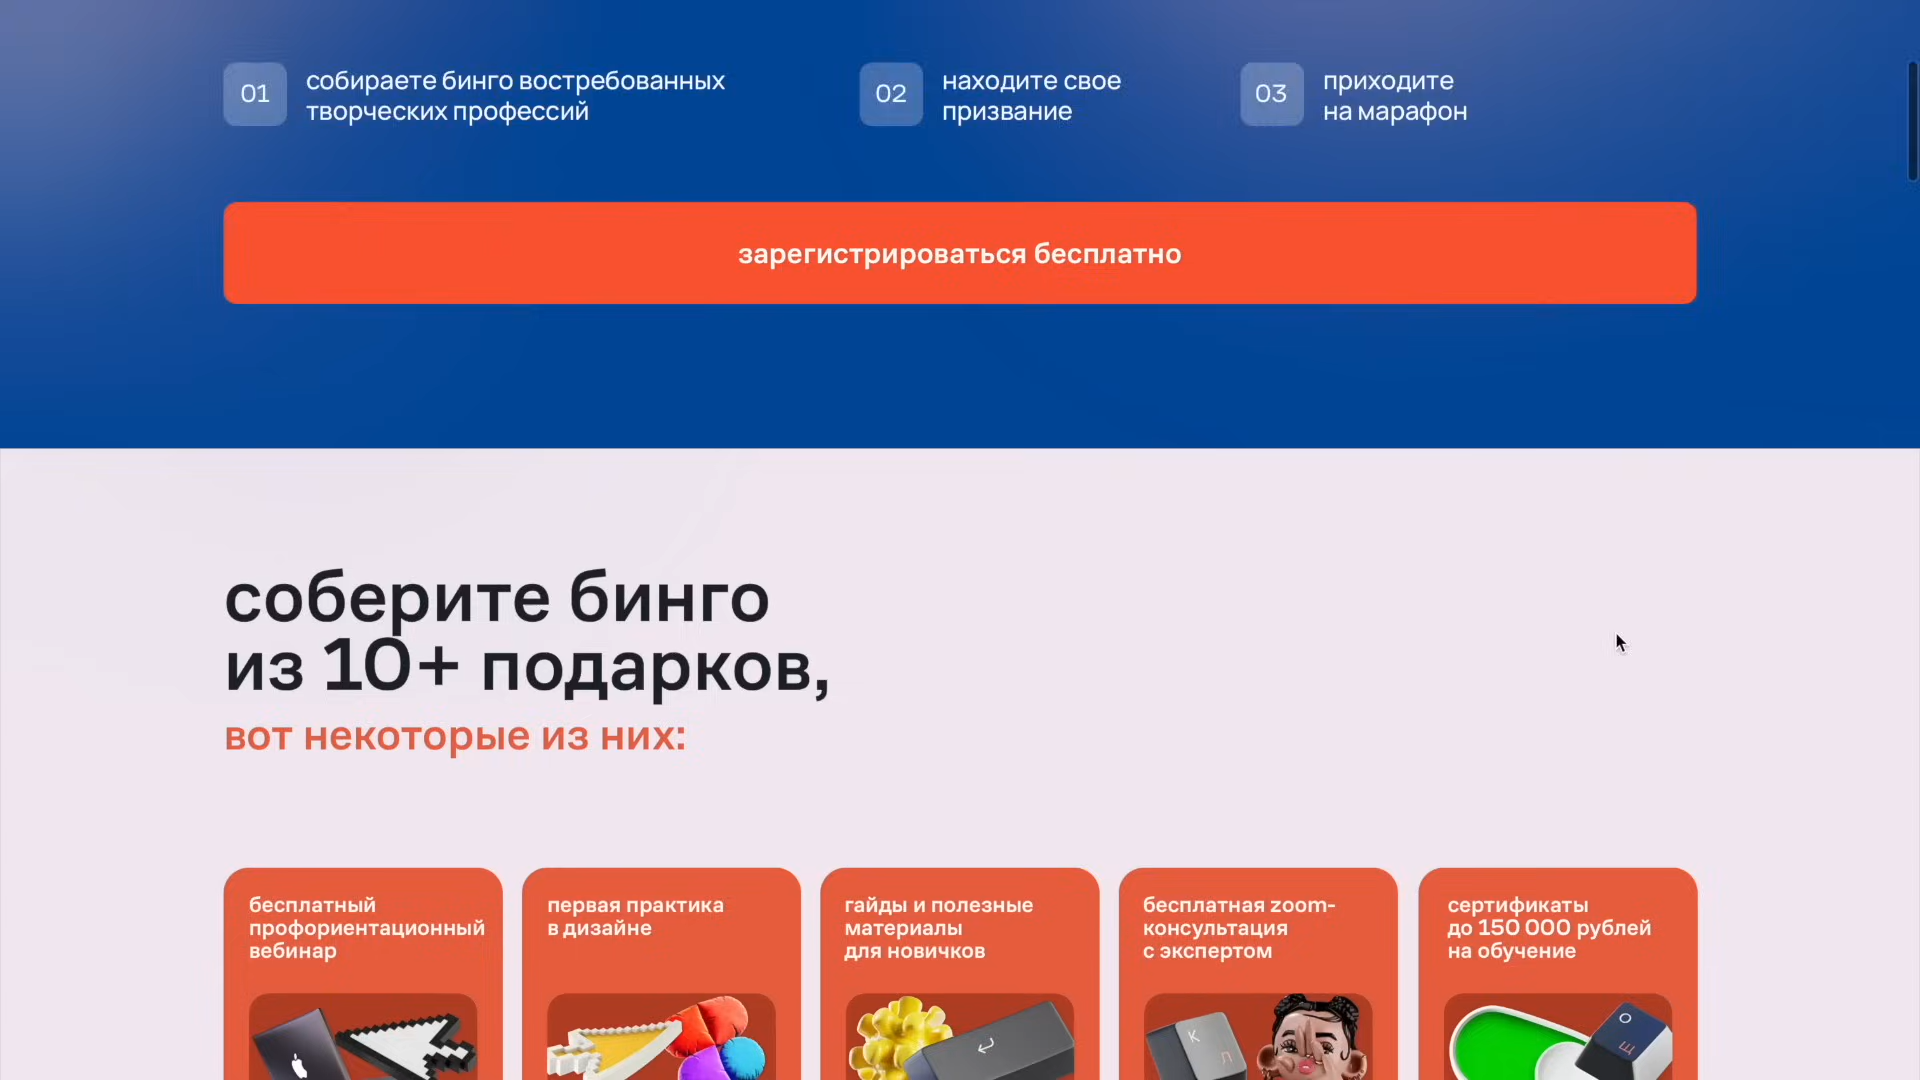 01
собираете бинго востребованных
творческих профессий
02
находите свое
призвание
03
приходите
на марафон
зарегистрироваться бесплатно
соберите бинго
из 10+ подарков,
вот некоторые из них:
бесплатный
профориентационный
вебинар
первая практика
в дизайне
гайды и полезные
материалы
для новичков
бесплатная zoom-
консультация
с экспертом
сертификаты
до 150 000 рублей
на обучение
К
Л
О
Щ